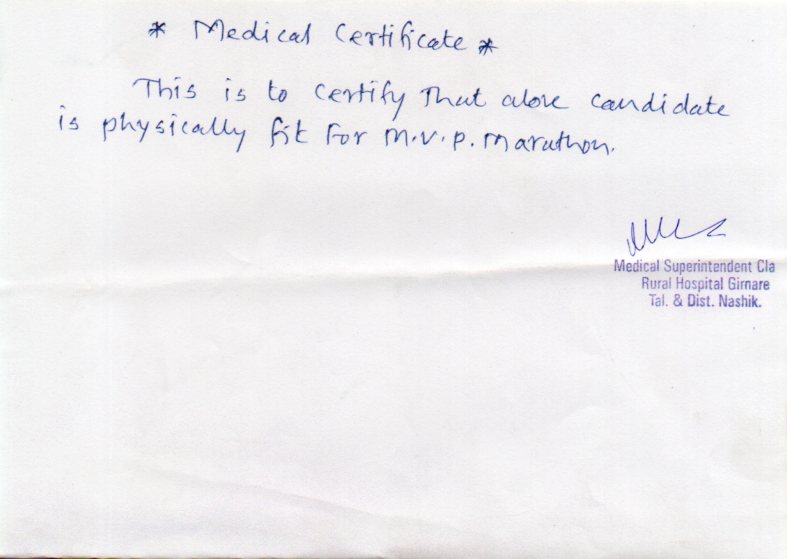 * Medical Certificate *
This is to certify That above candidate
is physically fit for M.V.P. Marathon.
Medical Superintendent Cla
Rural Hospital Girnare
Tal. & Dist. Nashik.